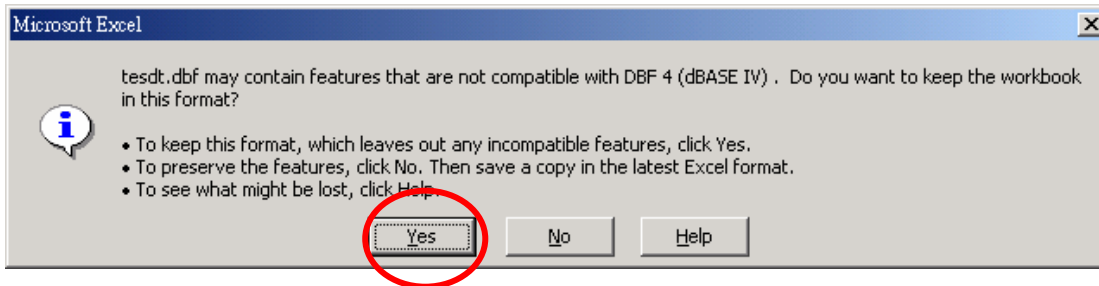 Microsoft Excel
tesdt.dbf may contain features that are not compatible with DBF 4 (dBASE IV) . Do you want to keep the workbook
in this format?
• To keep this format, which leaves out any incompatible features, click Yes.
• To preserve the features, click No. Then save a copy in the latest Excel format.
• To see what might be lost, click Help.
Yes No Help